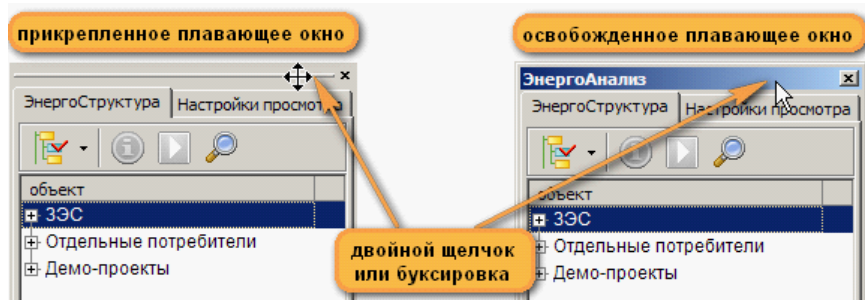 прикрепленное плавающее окно
освобожденное плавающее окно
ЭнергоСтруктура
Настройки просмотра
объект
ЗЭС
Отдельные потребители
Демо-проекты
ЭнергоАнализ
ЭнергоСтруктура
Настройки просмотра
объект
ЗЭС
Отдельные потребители
Демо-проекты
двойной щелчок
или буксировка